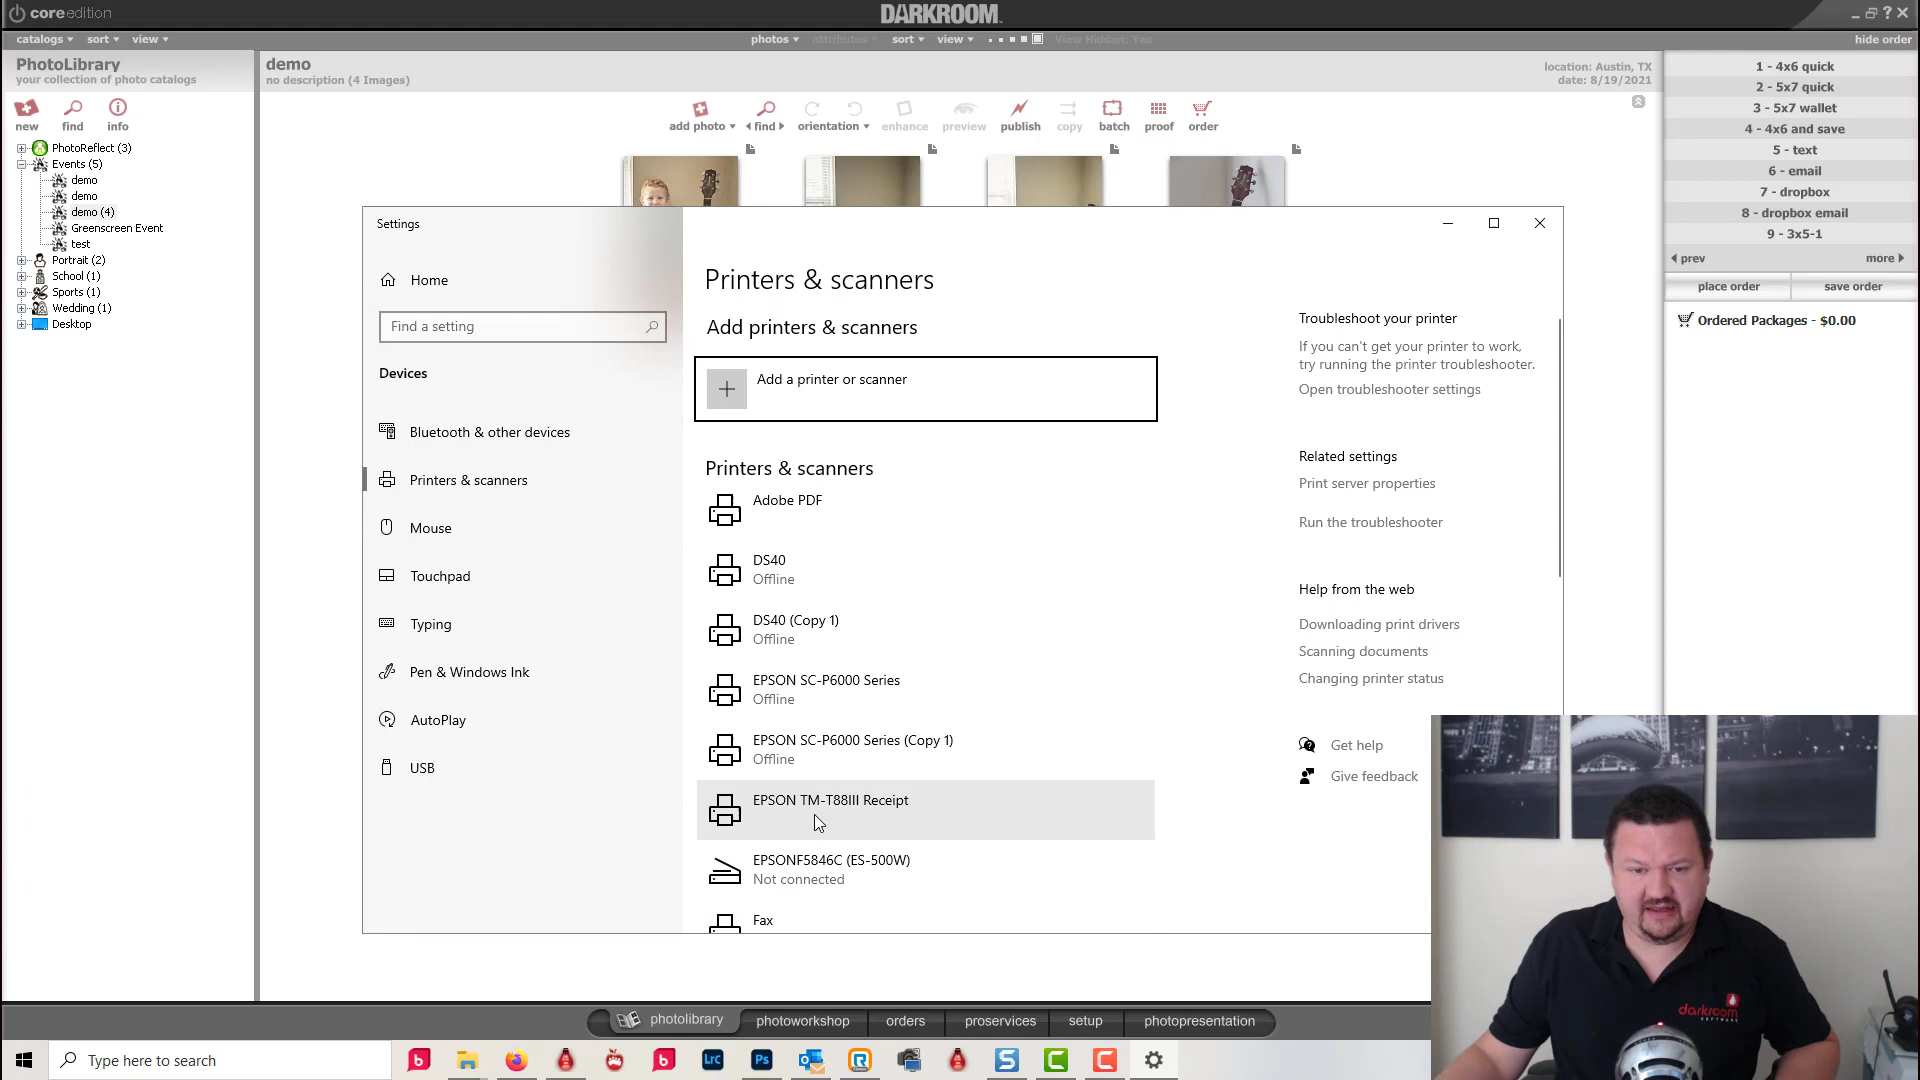 coreedition
DARKROOM
catalogs sort view
photos attributes sort view View Hidden: Yes
hide order
PhotoLibrary
your collection of photo catalogs
new find info
PhotoReflect (3)
Events (5)
demo
demo
demo (4)
Greenscreen Event
test
Portrait (2)
School (1)
Sports (1)
Wedding (1)
Desktop
demo
no description (4 Images)
location: Austin, TX
date: 8/19/2021
add photo find orientation enhance preview publish copy batch proof order
1 - 4x6 quick
2 - 5x7 quick
3 - 5x7 wallet
4 - 4x6 and save
5 - text
6 - email
7 - dropbox
8 - dropbox email
9 - 3x5-1
prev more
place order save order
Ordered Packages - $0.00
Settings
Home
Find a setting
Devices
Bluetooth & other devices
Printers & scanners
Mouse
Touchpad
Typing
Pen & Windows Ink
AutoPlay
USB
Printers & scanners
Add printers & scanners
Add a printer or scanner
Printers & scanners
Adobe PDF
DS40
Offline
DS40 (Copy 1)
Offline
EPSON SC-P6000 Series
Offline
EPSON SC-P6000 Series (Copy 1)
Offline
EPSON TM-T88III Receipt
EPSONF5846C (ES-500W)
Not connected
Fax
Troubleshoot your printer
If you can't get your printer to work,
try running the printer troubleshooter.
Open troubleshooter settings
Related settings
Print server properties
Run the troubleshooter
Help from the web
Downloading print drivers
Scanning documents
Changing printer status
Get help
Give feedback
darkroom
SOFTWARE
photolibrary photoworkshop orders proservices setup photopresentation
Type here to search
b
b
Lrc
Ps
R
S
C
C